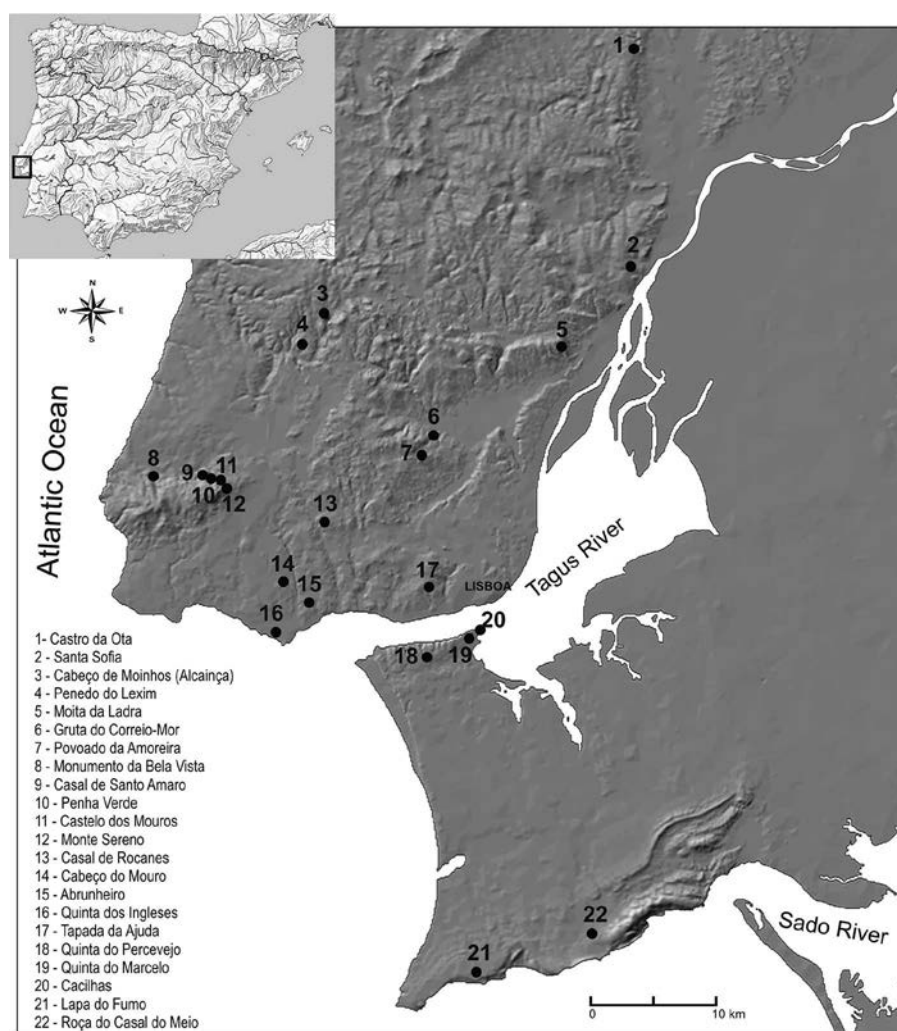 1
2
N
W E
S
3
4
5
6
7
8
9
11
10
12
13
14
15
17
LISBOA
16
20
19
18
22
21
Atlantic Ocean
Tagus River
Sado River
1- Castro da Ota
2 - Santa Sofia
3 - Cabeço de Moinhos (Alcainça)
4 - Penedo do Lexim
5 - Moita da Ladra
6 - Gruta do Correio-Mor
7 - Povoado da Amoreira
8 - Monumento da Bela Vista
9 - Casal de Santo Amaro
10 - Penha Verde
11 - Castelo dos Mouros
12 - Monte Sereno
13 - Casal de Rocanes
14 - Cabeço do Mouro
15 - Abrunheiro
16 - Quinta dos Ingleses
17 - Tapada da Ajuda
18 - Quinta do Percevejo
19 - Quinta do Marcelo
20 - Cacilhas
21 - Lapa do Fumo
22 - Roça do Casal do Meio
0 10 km